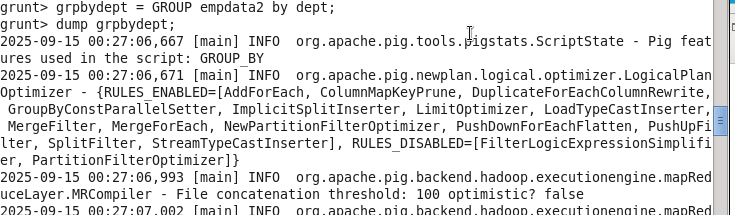 grunt> grpbydept = GROUP empdata2 by dept;
grunt> dump grpbydept;
2025-09-15 00:27:06,667 [main] INFO  org.apache.pig.tools.pigstats.ScriptState - Pig feat
ures used in the script: GROUP_BY
2025-09-15 00:27:06,671 [main] INFO  org.apache.pig.newplan.logical.optimizer.LogicalPlan
Optimizer - {RULES_ENABLED=[AddForEach, ColumnMapKeyPrune, DuplicateForEachColumnRewrite,
 GroupByConstParallelSetter, ImplicitSplitInserter, LimitOptimizer, LoadTypeCastInserter,
 MergeFilter, MergeForEach, NewPartitionFilterOptimizer, PushDownForEachFlatten, PushUpFi
lter, SplitFilter, StreamTypeCastInserter], RULES_DISABLED=[FilterLogicExpressionSimplifi
er, PartitionFilterOptimizer]}
2025-09-15 00:27:06,993 [main] INFO  org.apache.pig.backend.hadoop.executionengine.mapRed
uceLayer.MRCompiler - File concatenation threshold: 100 optimistic? false
2025-09-15 00:27:07,002 [main] INFO  org.apache.pig.backend.hadoop.executionengine.mapRed